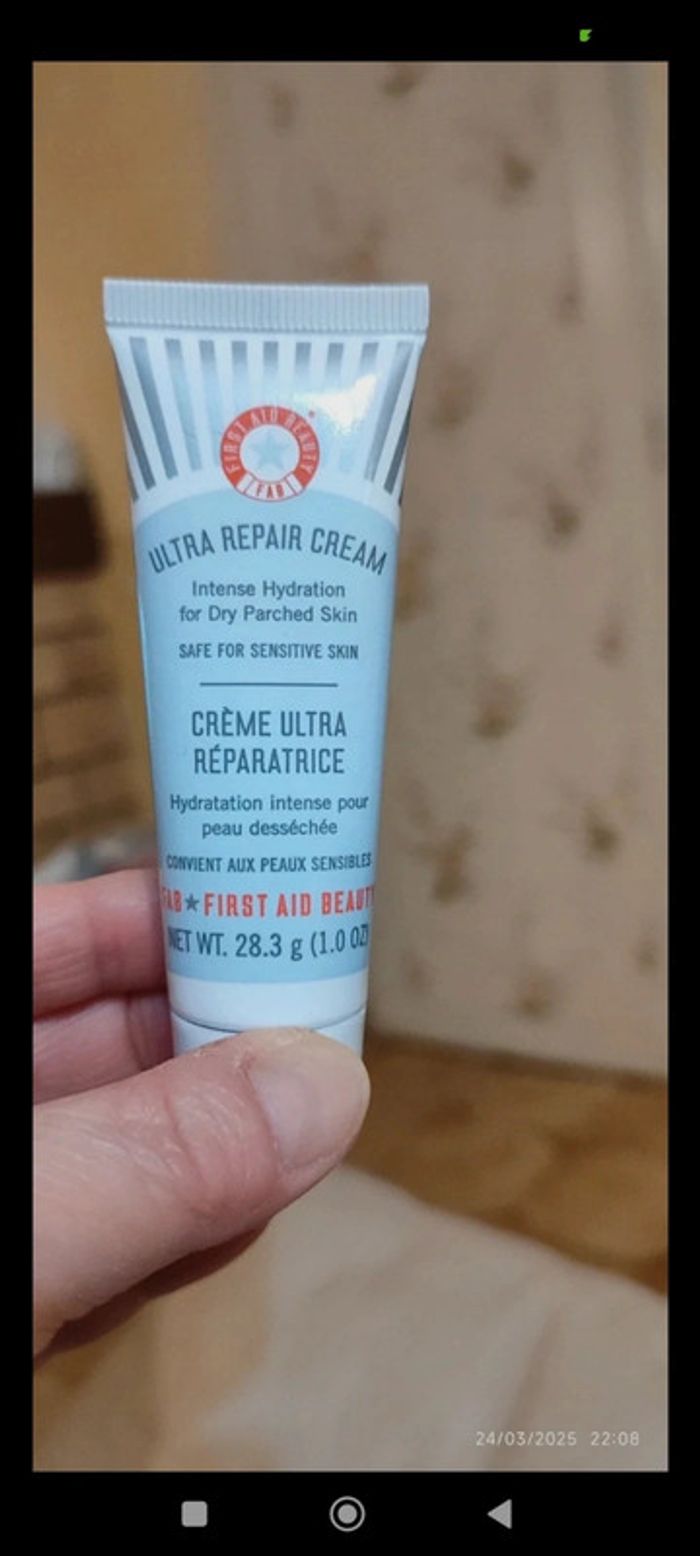 FIRST AID BEAUTY
FAB
ULTRA REPAIR CREAM
Intense Hydration
for Dry Parched Skin
SAFE FOR SENSITIVE SKIN
CRÈME ULTRA
RÉPARATRICE
Hydratation intense pour
peau desséchée
CONVIENT AUX PEAUX SENSIBLES
FAB★FIRST AID BEAUTY
NET WT. 28.3 g (1.0 OZ)
24/03/2025 22:08